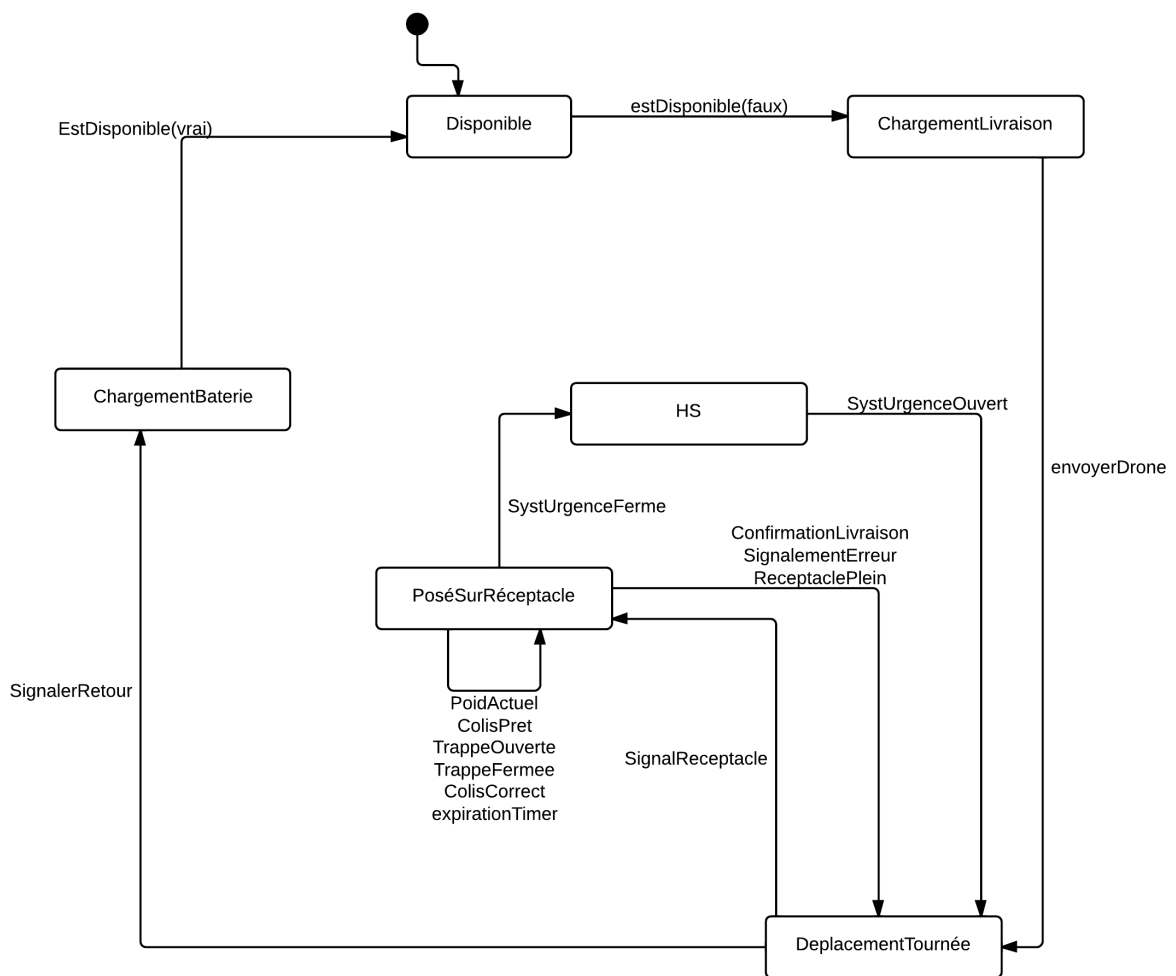 estDisponible(faux)
Disponible
ChargementLivraison
EstDisponible(vrai)
ChargementBaterie
HS
SystUrgenceOuvert
envoyerDrone
SystUrgenceFerme
ConfirmationLivraison
SignalementErreur
ReceptaclePlein
PoséSurRéceptacle
SignalerRetour
PoidActuel
ColisPret
TrappeOuverte
TrappeFermee
ColisCorrect
expirationTimer
SignalReceptacle
DeplacementTournée